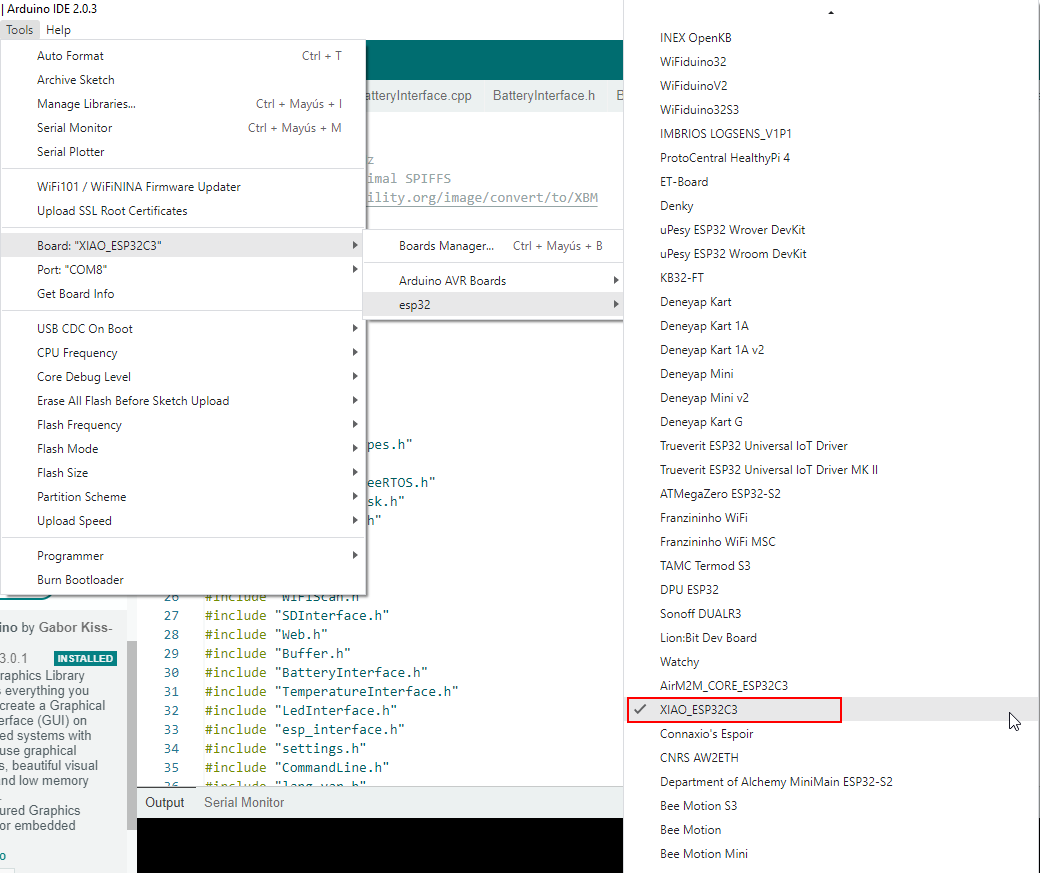 | Arduino IDE 2.0.3
Tools Help
Auto Format Ctrl + T
Archive Sketch
Manage Libraries... Ctrl + Mayús + I
Serial Monitor Ctrl + Mayús + M
Serial Plotter
WiFi101 / WiFiNINA Firmware Updater
Upload SSL Root Certificates
Board: "XIAO_ESP32C3"
Port: "COM8"
Get Board Info
USB CDC On Boot
CPU Frequency
Core Debug Level
Erase All Flash Before Sketch Upload
Flash Frequency
Flash Mode
Flash Size
Partition Scheme
Upload Speed
Programmer
Burn Bootloader
atteryInterface.cpp BatteryInterface.h B
z
imal SPIFFS
ility.org/image/convert/to/XBM
Boards Manager... Ctrl + Mayús + B
Arduino AVR Boards
esp32
pes.h"
eeRTOS.h"
sk.h"
h"
26 #include "WiFiScan.h"
27 #include "SDInterface.h"
28 #include "Web.h"
29 #include "Buffer.h"
30 #include "BatteryInterface.h"
31 #include "TemperatureInterface.h"
32 #include "LedInterface.h"
33 #include "esp_interface.h"
34 #include "settings.h"
35 #include "CommandLine.h"
36 #include "lang_var.h"
Output Serial Monitor
ino by Gabor Kiss-
3.0.1 INSTALLED
raphics Library
s everything you
create a Graphical
erface (GUI) on
ed systems with
use graphical
s, beautiful visual
nd low memory
.
ured Graphics
or embedded
o
INEX OpenKB
WiFiduino32
WiFiduinoV2
WiFiduino32S3
IMBRIOS LOGSENS_V1P1
ProtoCentral HealthyPi 4
ET-Board
Denky
uPesy ESP32 Wrover DevKit
uPesy ESP32 Wroom DevKit
KB32-FT
Deneyap Kart
Deneyap Kart 1A
Deneyap Kart 1A v2
Deneyap Mini
Deneyap Mini v2
Deneyap Kart G
Trueverit ESP32 Universal IoT Driver
Trueverit ESP32 Universal IoT Driver MK II
ATMegaZero ESP32-S2
Franzininho WiFi
Franzininho WiFi MSC
TAMC Termod S3
DPU ESP32
Sonoff DUALR3
Lion:Bit Dev Board
Watchy
AirM2M_CORE_ESP32C3
XIAO_ESP32C3
Connaxio's Espoir
CNRS AW2ETH
Department of Alchemy MiniMain ESP32-S2
Bee Motion S3
Bee Motion
Bee Motion Mini